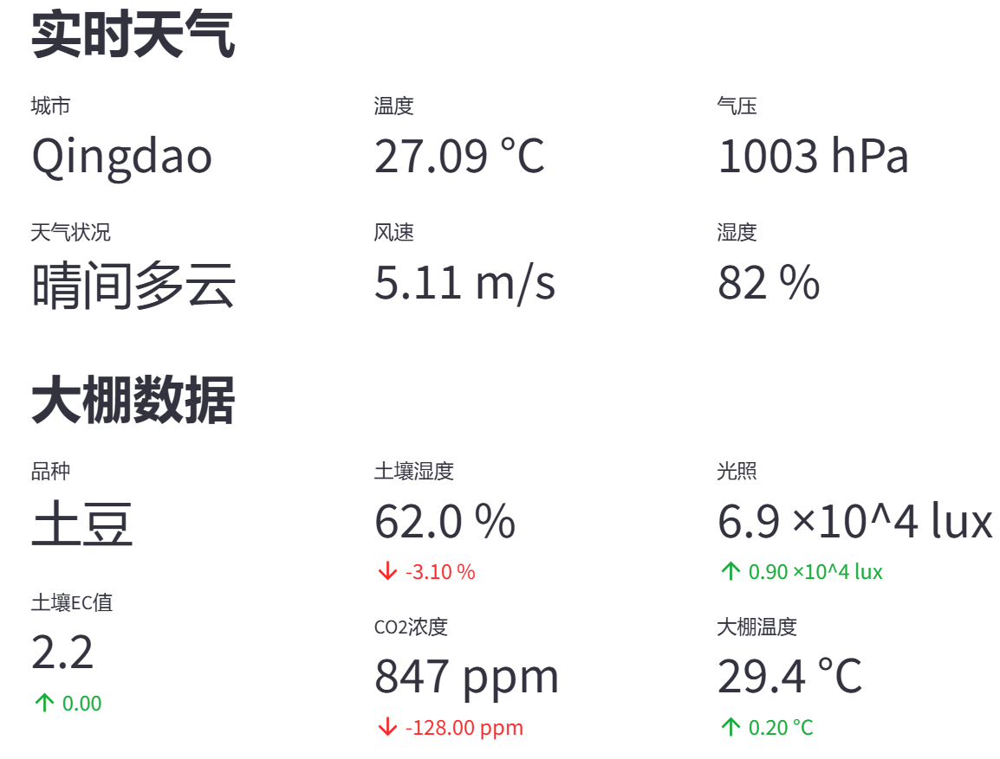 实时天气
城市
Qingdao
温度
27.09 °C
气压
1003 hPa
天气状况
晴间多云
风速
5.11 m/s
湿度
82 %
大棚数据
品种
土豆
土壤湿度
62.0 %
-3.10 %
光照
6.9 ×10^4 lux
0.90 ×10^4 lux
土壤EC值
2.2
0.00
CO2浓度
847 ppm
-128.00 ppm
大棚温度
29.4 °C
0.20 °C